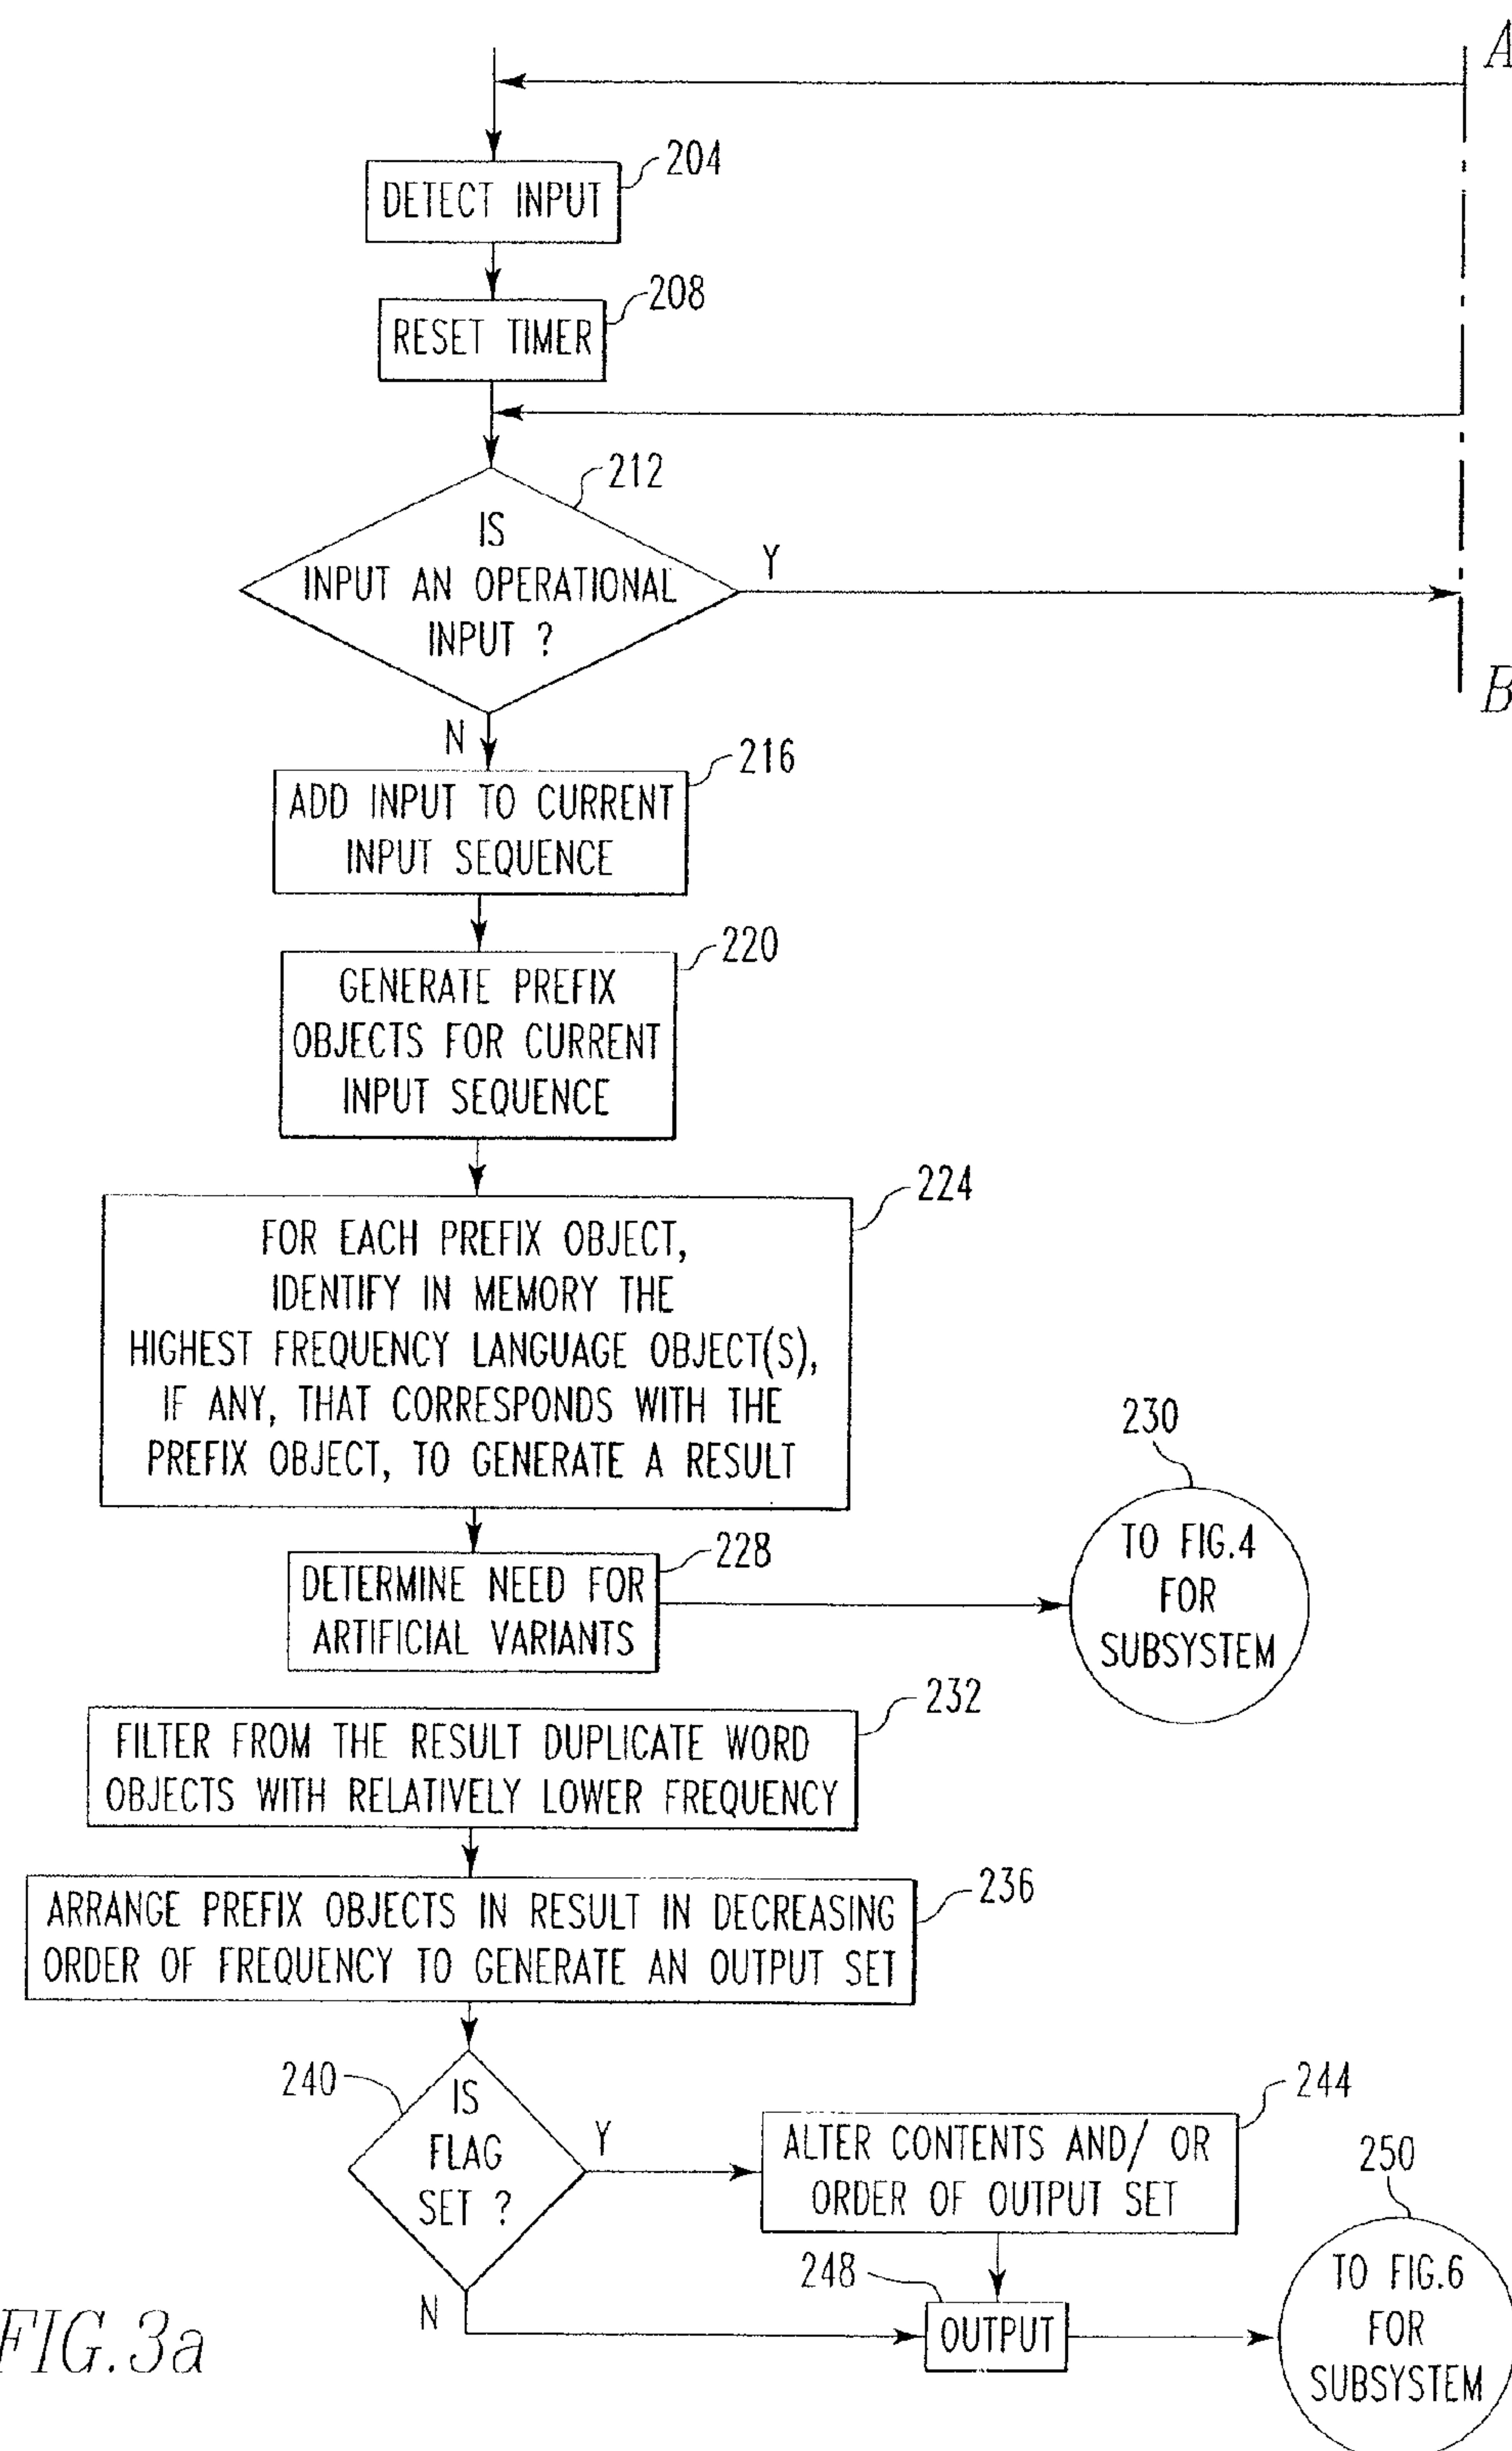 A
204
DETECT INPUT
208
RESET TIMER
212
IS
INPUT AN OPERATIONAL
INPUT ?
Y
B
N
216
ADD INPUT TO CURRENT
INPUT SEQUENCE
220
GENERATE PREFIX
OBJECTS FOR CURRENT
INPUT SEQUENCE
224
FOR EACH PREFIX OBJECT,
IDENTIFY IN MEMORY THE
HIGHEST FREQUENCY LANGUAGE OBJECT(S),
IF ANY, THAT CORRESPONDS WITH THE
PREFIX OBJECT, TO GENERATE A RESULT
230
TO FIG.4
FOR
SUBSYSTEM
228
DETERMINE NEED FOR
ARTIFICIAL VARIANTS
232
FILTER FROM THE RESULT DUPLICATE WORD
OBJECTS WITH RELATIVELY LOWER FREQUENCY
236
ARRANGE PREFIX OBJECTS IN RESULT IN DECREASING
ORDER OF FREQUENCY TO GENERATE AN OUTPUT SET
240
IS
FLAG
SET ?
Y
244
ALTER CONTENTS AND/ OR
ORDER OF OUTPUT SET
250
TO FIG.6
FOR
SUBSYSTEM
248
OUTPUT
N
FIG.3a